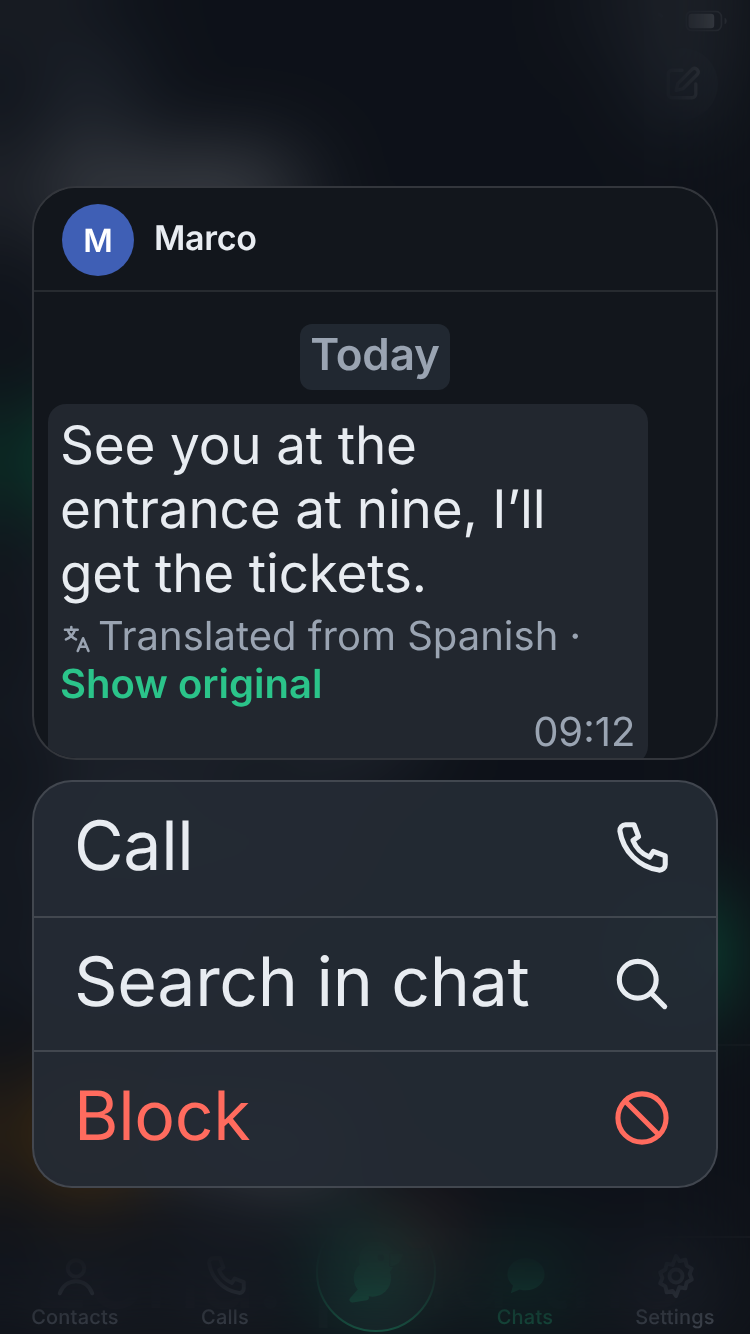 M
Marco
Today
See you at the
entrance at nine, I’ll
get the tickets.
Translated from Spanish ·
Show original
09:12
Call
Search in chat
Block
Contacts
Calls
Chats
Settings